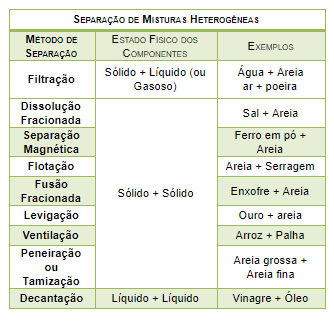 Separação de Misturas Heterogêneas
Método de Separação Estado Físico dos Componentes Exemplos
Filtração Sólido + Líquido (ou Gasoso) Água + Areia ar + poeira
Dissolução Fracionada Sal + Areia
Separação Magnética Ferro em pó + Areia
Flotação Areia + Serragem
Fusão Fracionada Sólido + Sólido Enxofre + Areia
Levigação Ouro + areia
Ventilação Arroz + Palha
Peneiração ou Tamização Areia grossa + Areia fina
Decantação Líquido + Líquido Vinagre + Óleo